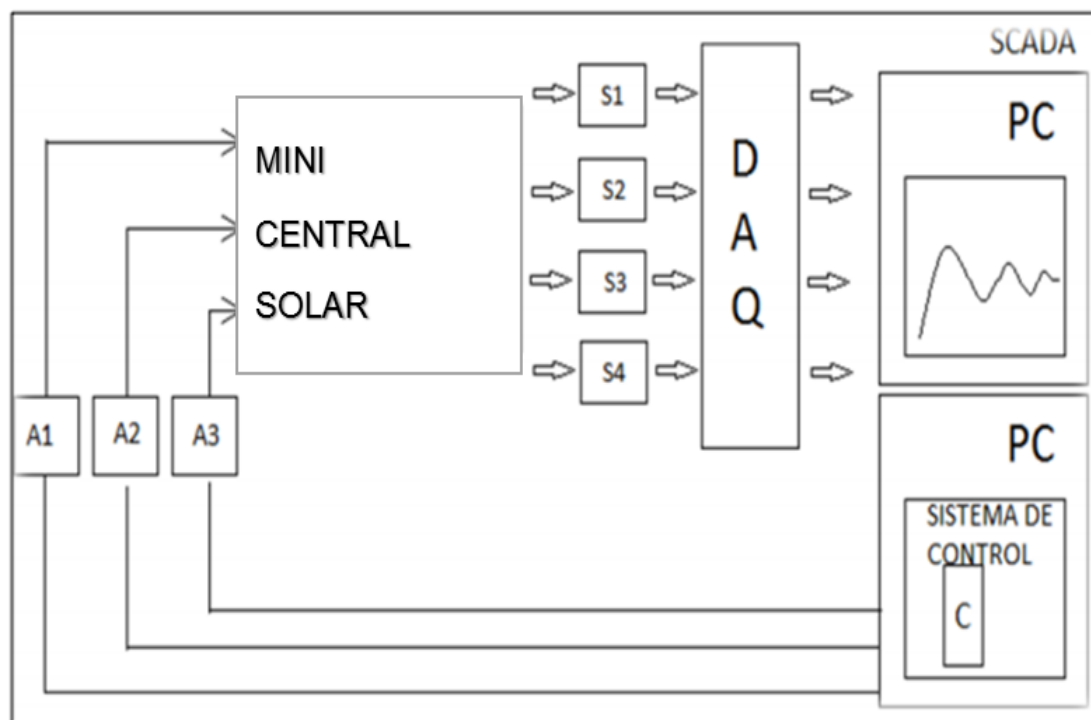 SCADA
PC
MINI
CENTRAL
SOLAR
S1
S2
S3
S4
D
A
Q
A1
A2
A3
PC
SISTEMA DE
CONTROL
C